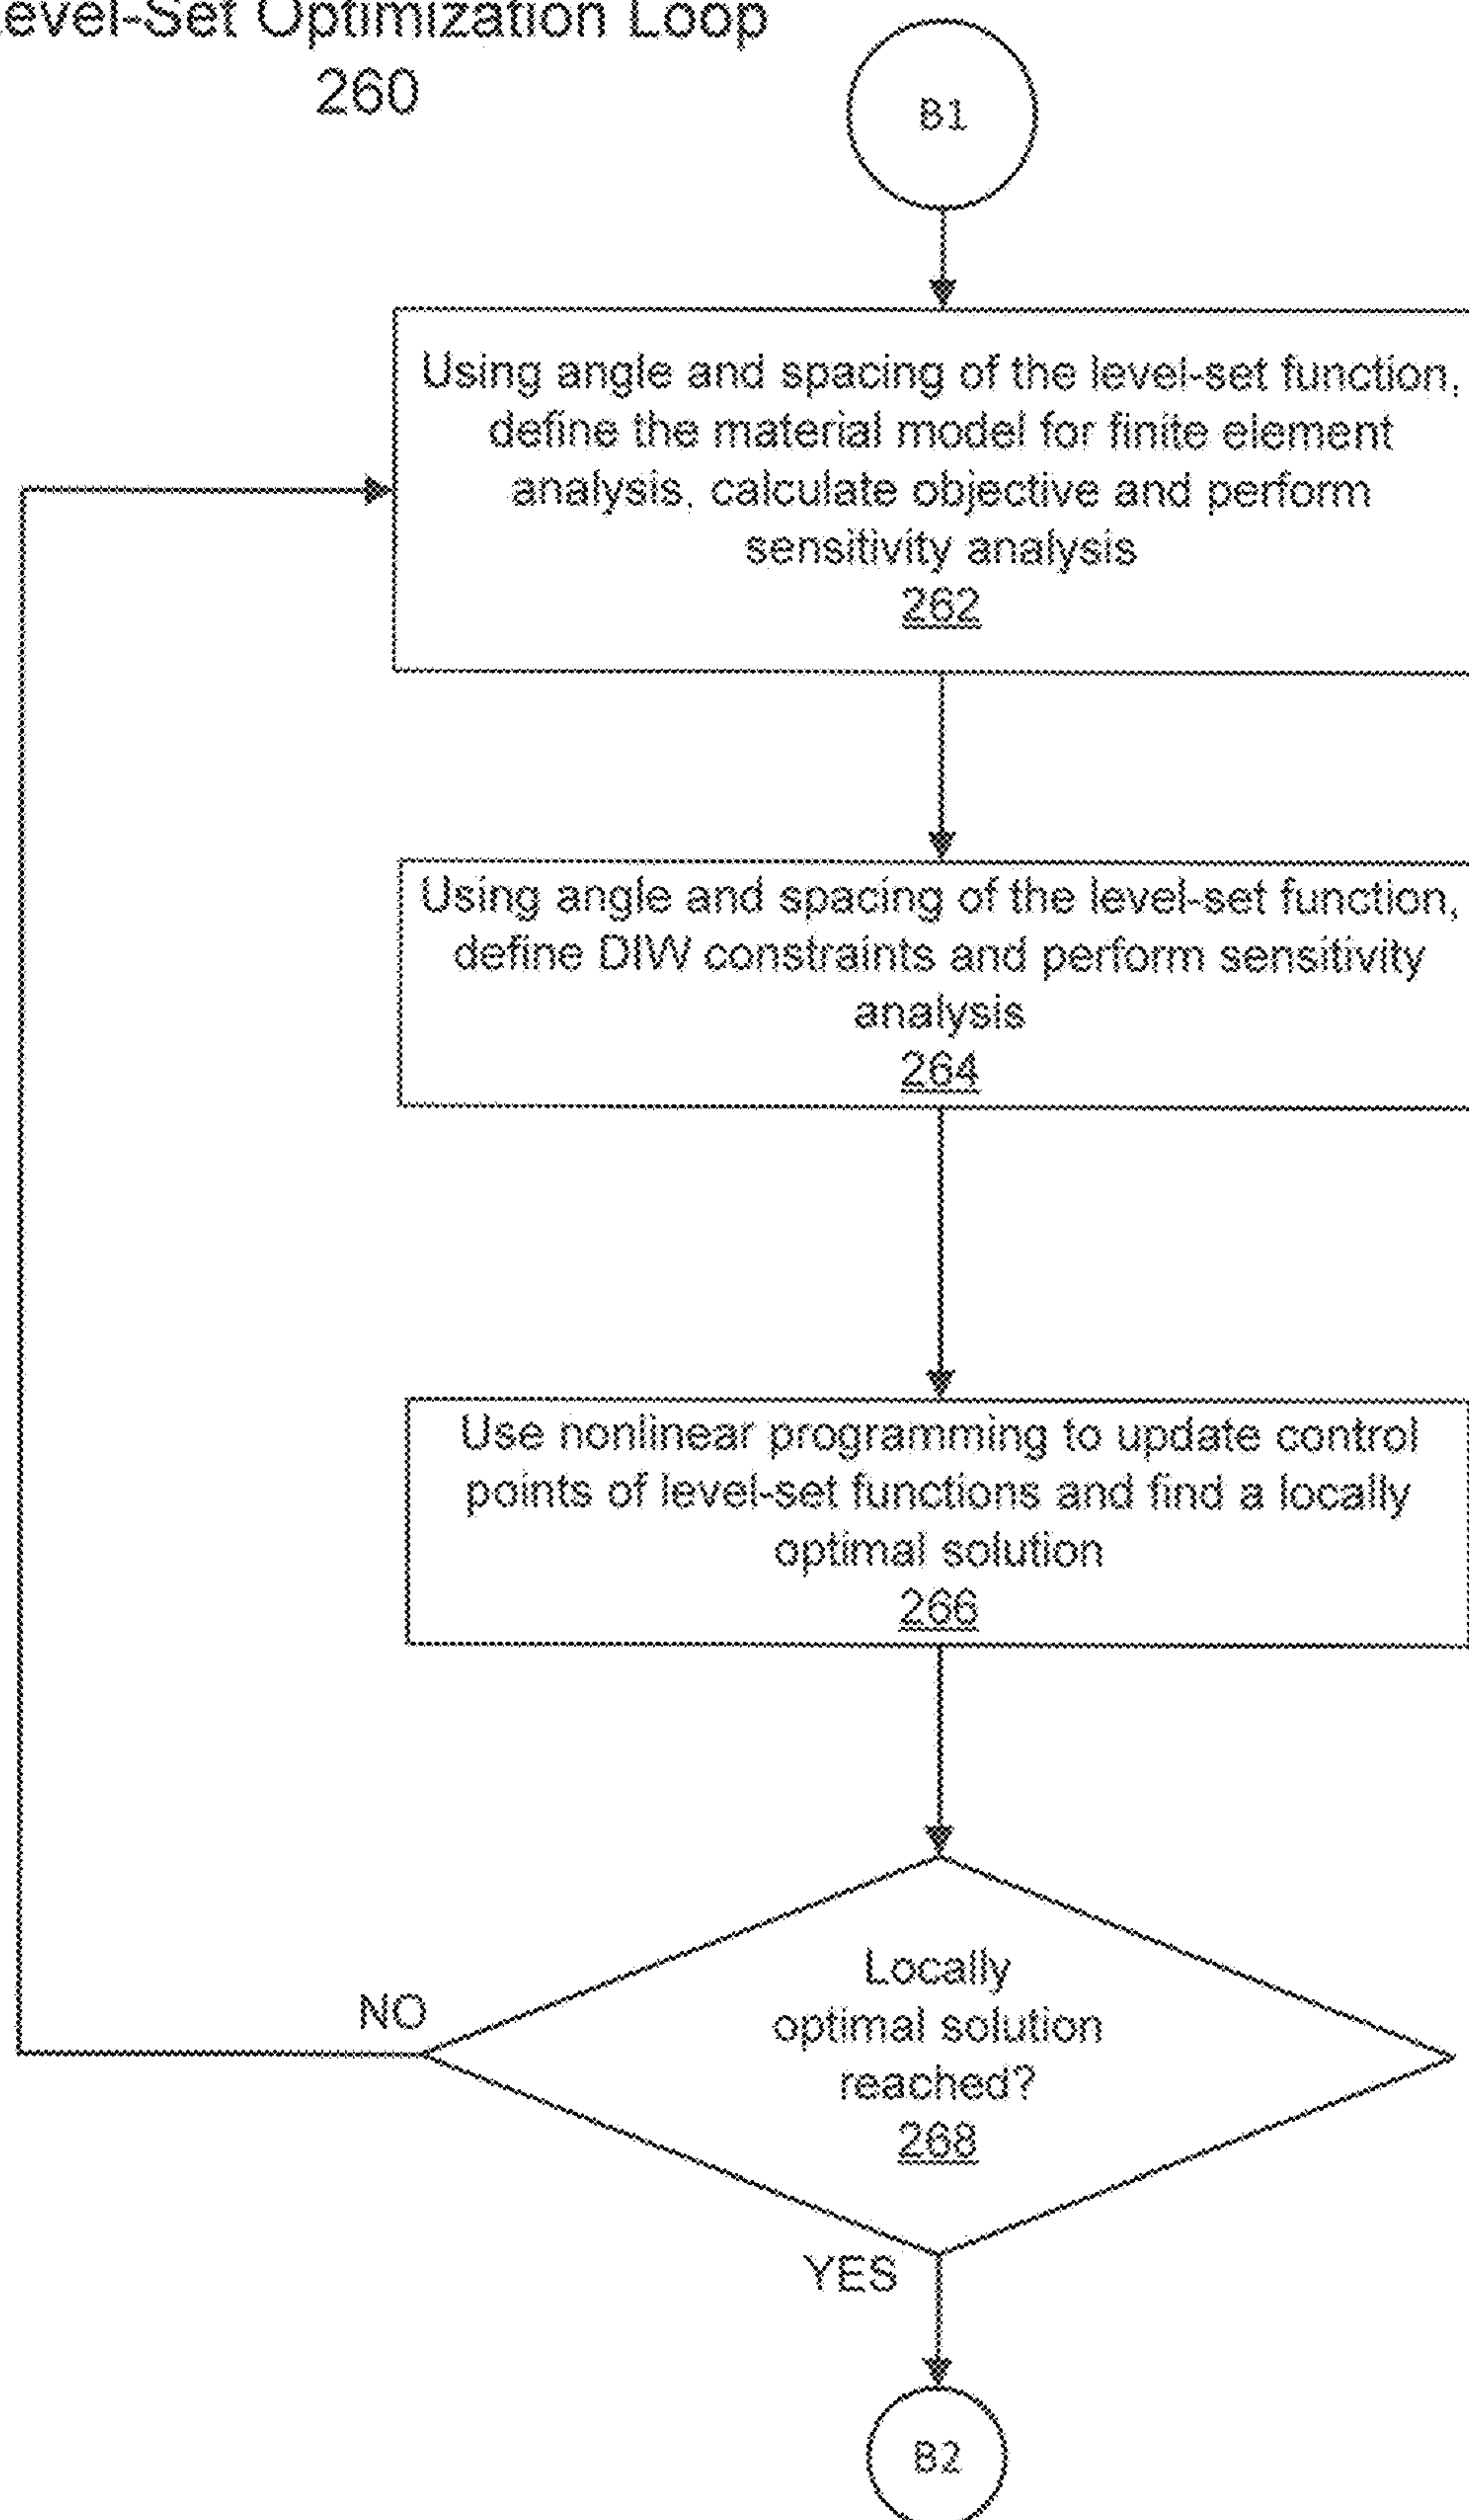 evel-Set Optimization Loop
260
B1
Using angle and spacing of the level-set function,
define the material model for finite element
analysis, calculate objective and perform
sensitivity analysis
262
Using angle and spacing of the level-set function,
define DIW constraints and perform sensitivity
analysis
264
Use nonlinear programming to update control
points of level-set functions and find a locally
optimal solution
266
Locally
optimal solution
reached?
268
NO
YES
B2